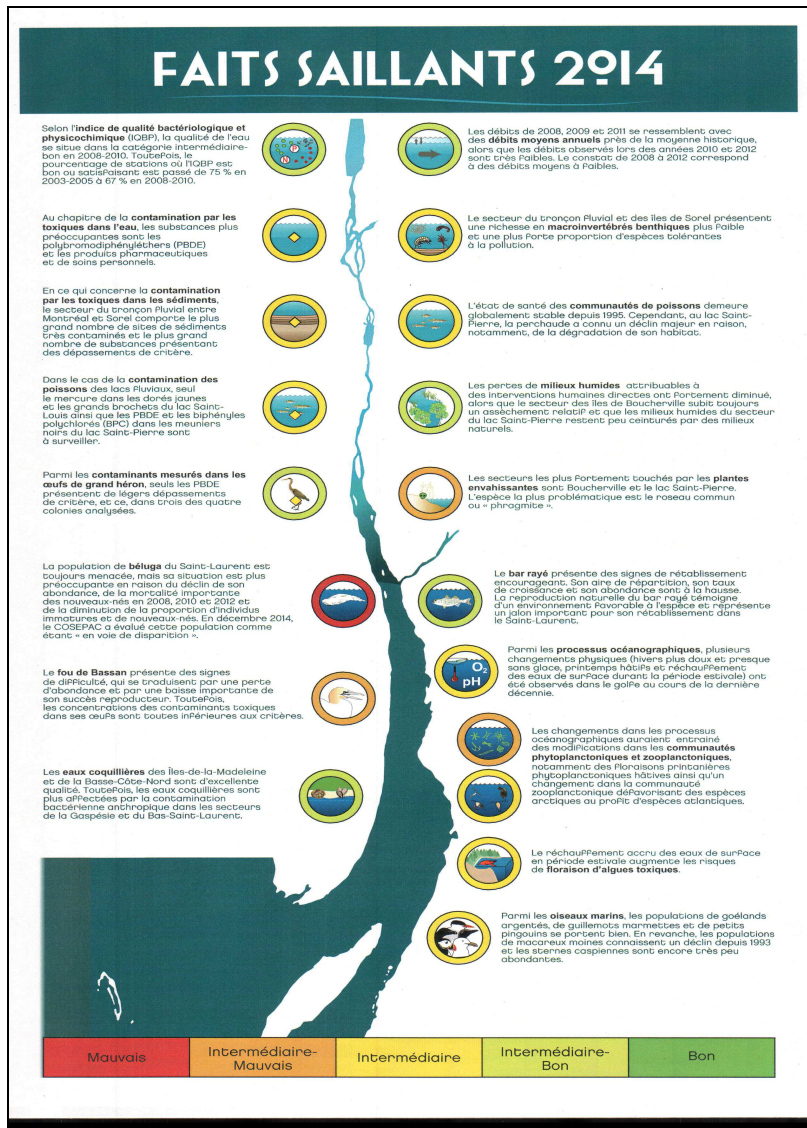 FAITS SAILLANTS 2014
Selon l'indice de qualité bactériologique et
physicochimique (IQBP), la qualité de l'eau
se situe dans la catégorie intermédiaire-
bon en 2008-2010. Toutefois, le
pourcentage de stations où l'IQBP est
bon ou satisfaisant est passé de 75 % en
2003-2005 à 67 % en 2008-2010.
Au chapitre de la contamination par les
toxiques dans l'eau, les substances plus
préoccupantes sont les
polybromodiphényléthers (PBDE)
et les produits pharmaceutiques
et de soins personnels.
En ce qui concerne la contamination
par les toxiques dans les sédiments,
le secteur du tronçon fluvial entre
Montréal et Sorel comporte le plus
grand nombre de sites de sédiments
très contaminés et le plus grand
nombre de substances présentant
des dépassements de critère.
Dans le cas de la contamination des
poissons des lacs fluviaux, seul
le mercure dans les dorés jaunes
et les grands brochets du lac Saint-
Louis ainsi que les PBDE et les biphényles
polychlorés (BPC) dans les meuniers
noirs du lac Saint-Pierre sont
à surveiller.
Parmi les contaminants mesurés dans les
œufs de grand héron, seuls les PBDE
présentent de légers dépassements
de critère, et ce, dans trois des quatre
colonies analysées.
La population de béluga du Saint-Laurent est
toujours menacée, mais sa situation est plus
préoccupante en raison du déclin de son
abondance, de la mortalité importante
des nouveaux-nés en 2008, 2010 et 2012 et
de la diminution de la proportion d'individus
immatures et de nouveaux-nés. En décembre 2014,
le COSEPAC a évalué cette population comme
étant « en voie de disparition ».
Le fou de Bassan présente des signes
de difficulté, qui se traduisent par une perte
d'abondance et par une baisse importante de
son succès reproducteur. Toutefois,
les concentrations des contaminants toxiques
dans ses œufs sont toutes inférieures aux critères.
Les eaux coquillières des Îles-de-la-Madeleine
et de la Basse-Côte-Nord sont d'excellente
qualité. Toutefois, les eaux coquillières sont
plus affectées par la contamination
bactérienne anthropique dans les secteurs
de la Gaspésie et du Bas-Saint-Laurent.
Les débits de 2008, 2009 et 2011 se ressemblent avec
des débits moyens annuels près de la moyenne historique,
alors que les débits observés lors des années 2010 et 2012
sont très faibles. Le constat de 2008 à 2012 correspond
à des débits moyens à faibles.
Le secteur du tronçon fluvial et des îles de Sorel présentent
une richesse en macroinvertébrés benthiques plus faible
et une plus forte proportion d'espèces tolérantes
à la pollution.
L'état de santé des communautés de poissons demeure
globalement stable depuis 1995. Cependant, au lac Saint-
Pierre, la perchaude a connu un déclin majeur en raison,
notamment, de la dégradation de son habitat.
Les pertes de milieux humides attribuables à
des interventions humaines directes ont fortement diminué,
alors que le secteur des îles de Boucherville subit toujours
un assèchement relatif et que les milieux humides du secteur
du lac Saint-Pierre restent peu ceinturés par des milieux
naturels.
Les secteurs les plus fortement touchés par les plantes
envahissantes sont Boucherville et le lac Saint-Pierre.
L'espèce la plus problématique est le roseau commun
ou « phragmite ».
Le bar rayé présente des signes de rétablissement
encourageant. Son aire de répartition, son taux
de croissance et son abondance sont à la hausse.
La reproduction naturelle du bar rayé témoigne
d'un environnement favorable à l'espèce et représente
un jalon important pour son rétablissement dans
le Saint-Laurent.
Parmi les processus océanographiques, plusieurs
changements physiques (hivers plus doux et presque
sans glace, printemps hâtifs et réchauffement
des eaux de surface durant la période estivale) ont
été observés dans le golfe au cours de la dernière
décennie.
Les changements dans les processus
océanographiques auraient entrainé
des modifications dans les communautés
phytoplanctoniques et zooplanctoniques,
notamment des floraisons printanières
phytoplanctoniques hâtives ainsi qu'un
changement dans la communauté
zooplanctonique défavorisant des espèces
arctiques au profit d'espèces atlantiques.
Le réchauffement accru des eaux de surface
en période estivale augmente les risques
de floraison d'algues toxiques.
Parmi les oiseaux marins, les populations de goélands
argentés, de guillemots marmettes et de petits
pingouins se portent bien. En revanche, les populations
de macareux moines connaissent un déclin depuis 1993
et les sternes caspiennes sont encore très peu
abondantes.
P
N
O2
pH
Mauvais
Intermédiaire-
Mauvais
Intermédiaire
Intermédiaire-
Bon
Bon